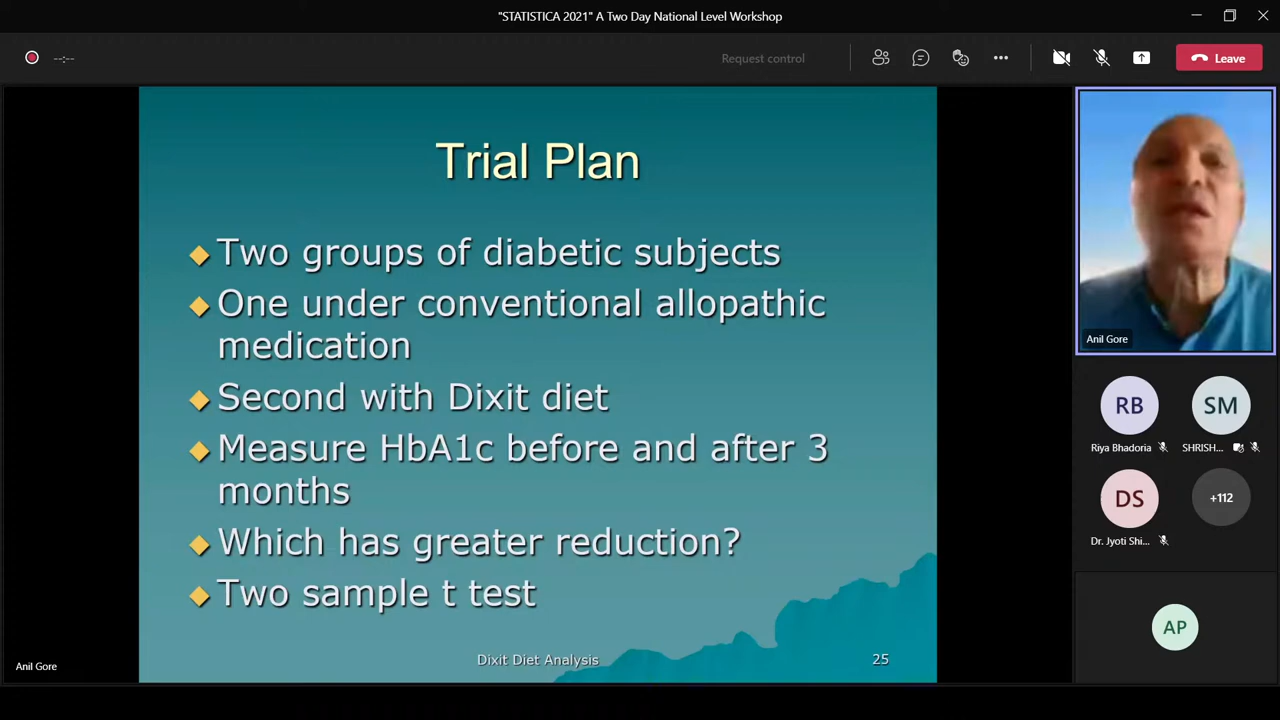 "STATISTICA 2021" A Two Day National Level Workshop
--:--
Request control
Leave
Trial Plan
Two groups of diabetic subjects
One under conventional allopathic
medication
Second with Dixit diet
Measure HbA1c before and after 3
months
Which has greater reduction?
Two sample t test
Dixit Diet Analysis
25
Anil Gore
Anil Gore
RB
SM
Riya Bhadoria
SHRISH...
DS
+112
Dr. Jyoti Shi...
AP